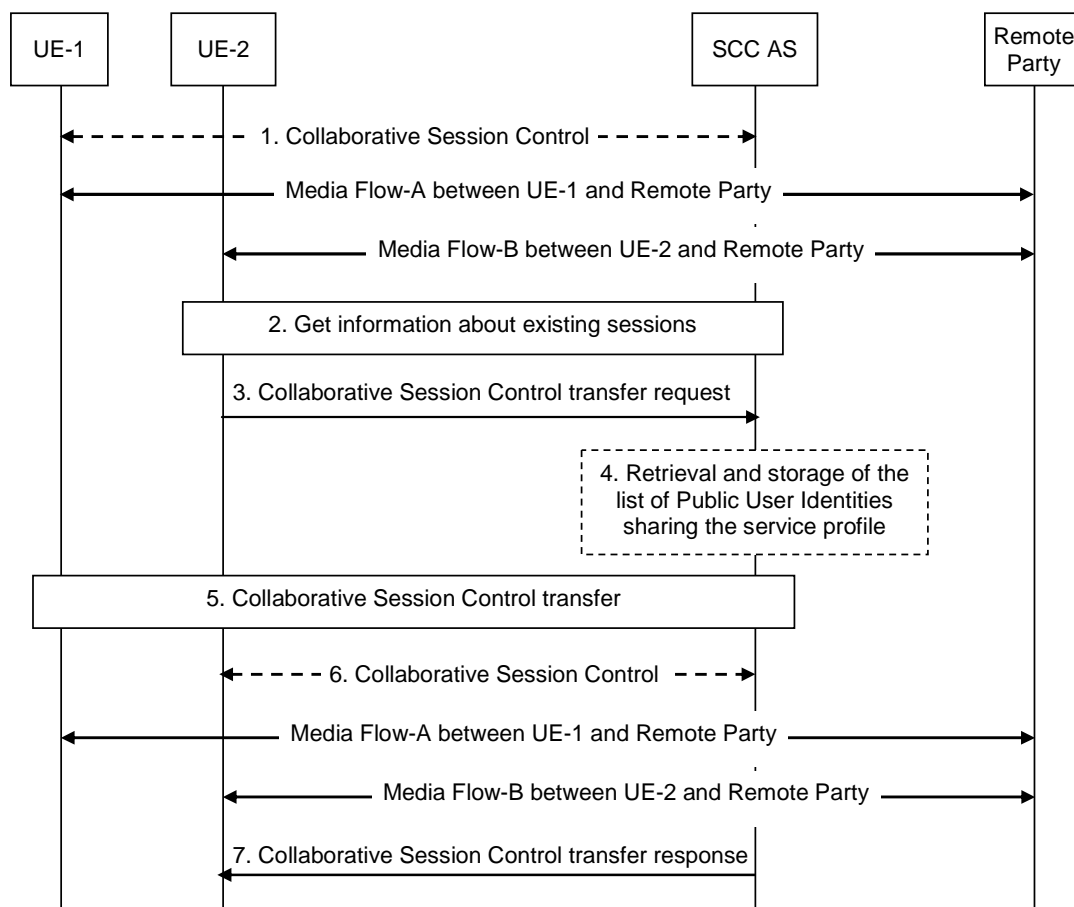 UE-1
UE-2
SCC AS
Remote
Party
1. Collaborative Session Control
Media Flow-A between UE-1 and Remote Party
Media Flow-B between UE-2 and Remote Party
2. Get information about existing sessions
3. Collaborative Session Control transfer request
4. Retrieval and storage of the
list of Public User Identities
sharing the service profile
5. Collaborative Session Control transfer
6. Collaborative Session Control
Media Flow-A between UE-1 and Remote Party
Media Flow-B between UE-2 and Remote Party
7. Collaborative Session Control transfer response